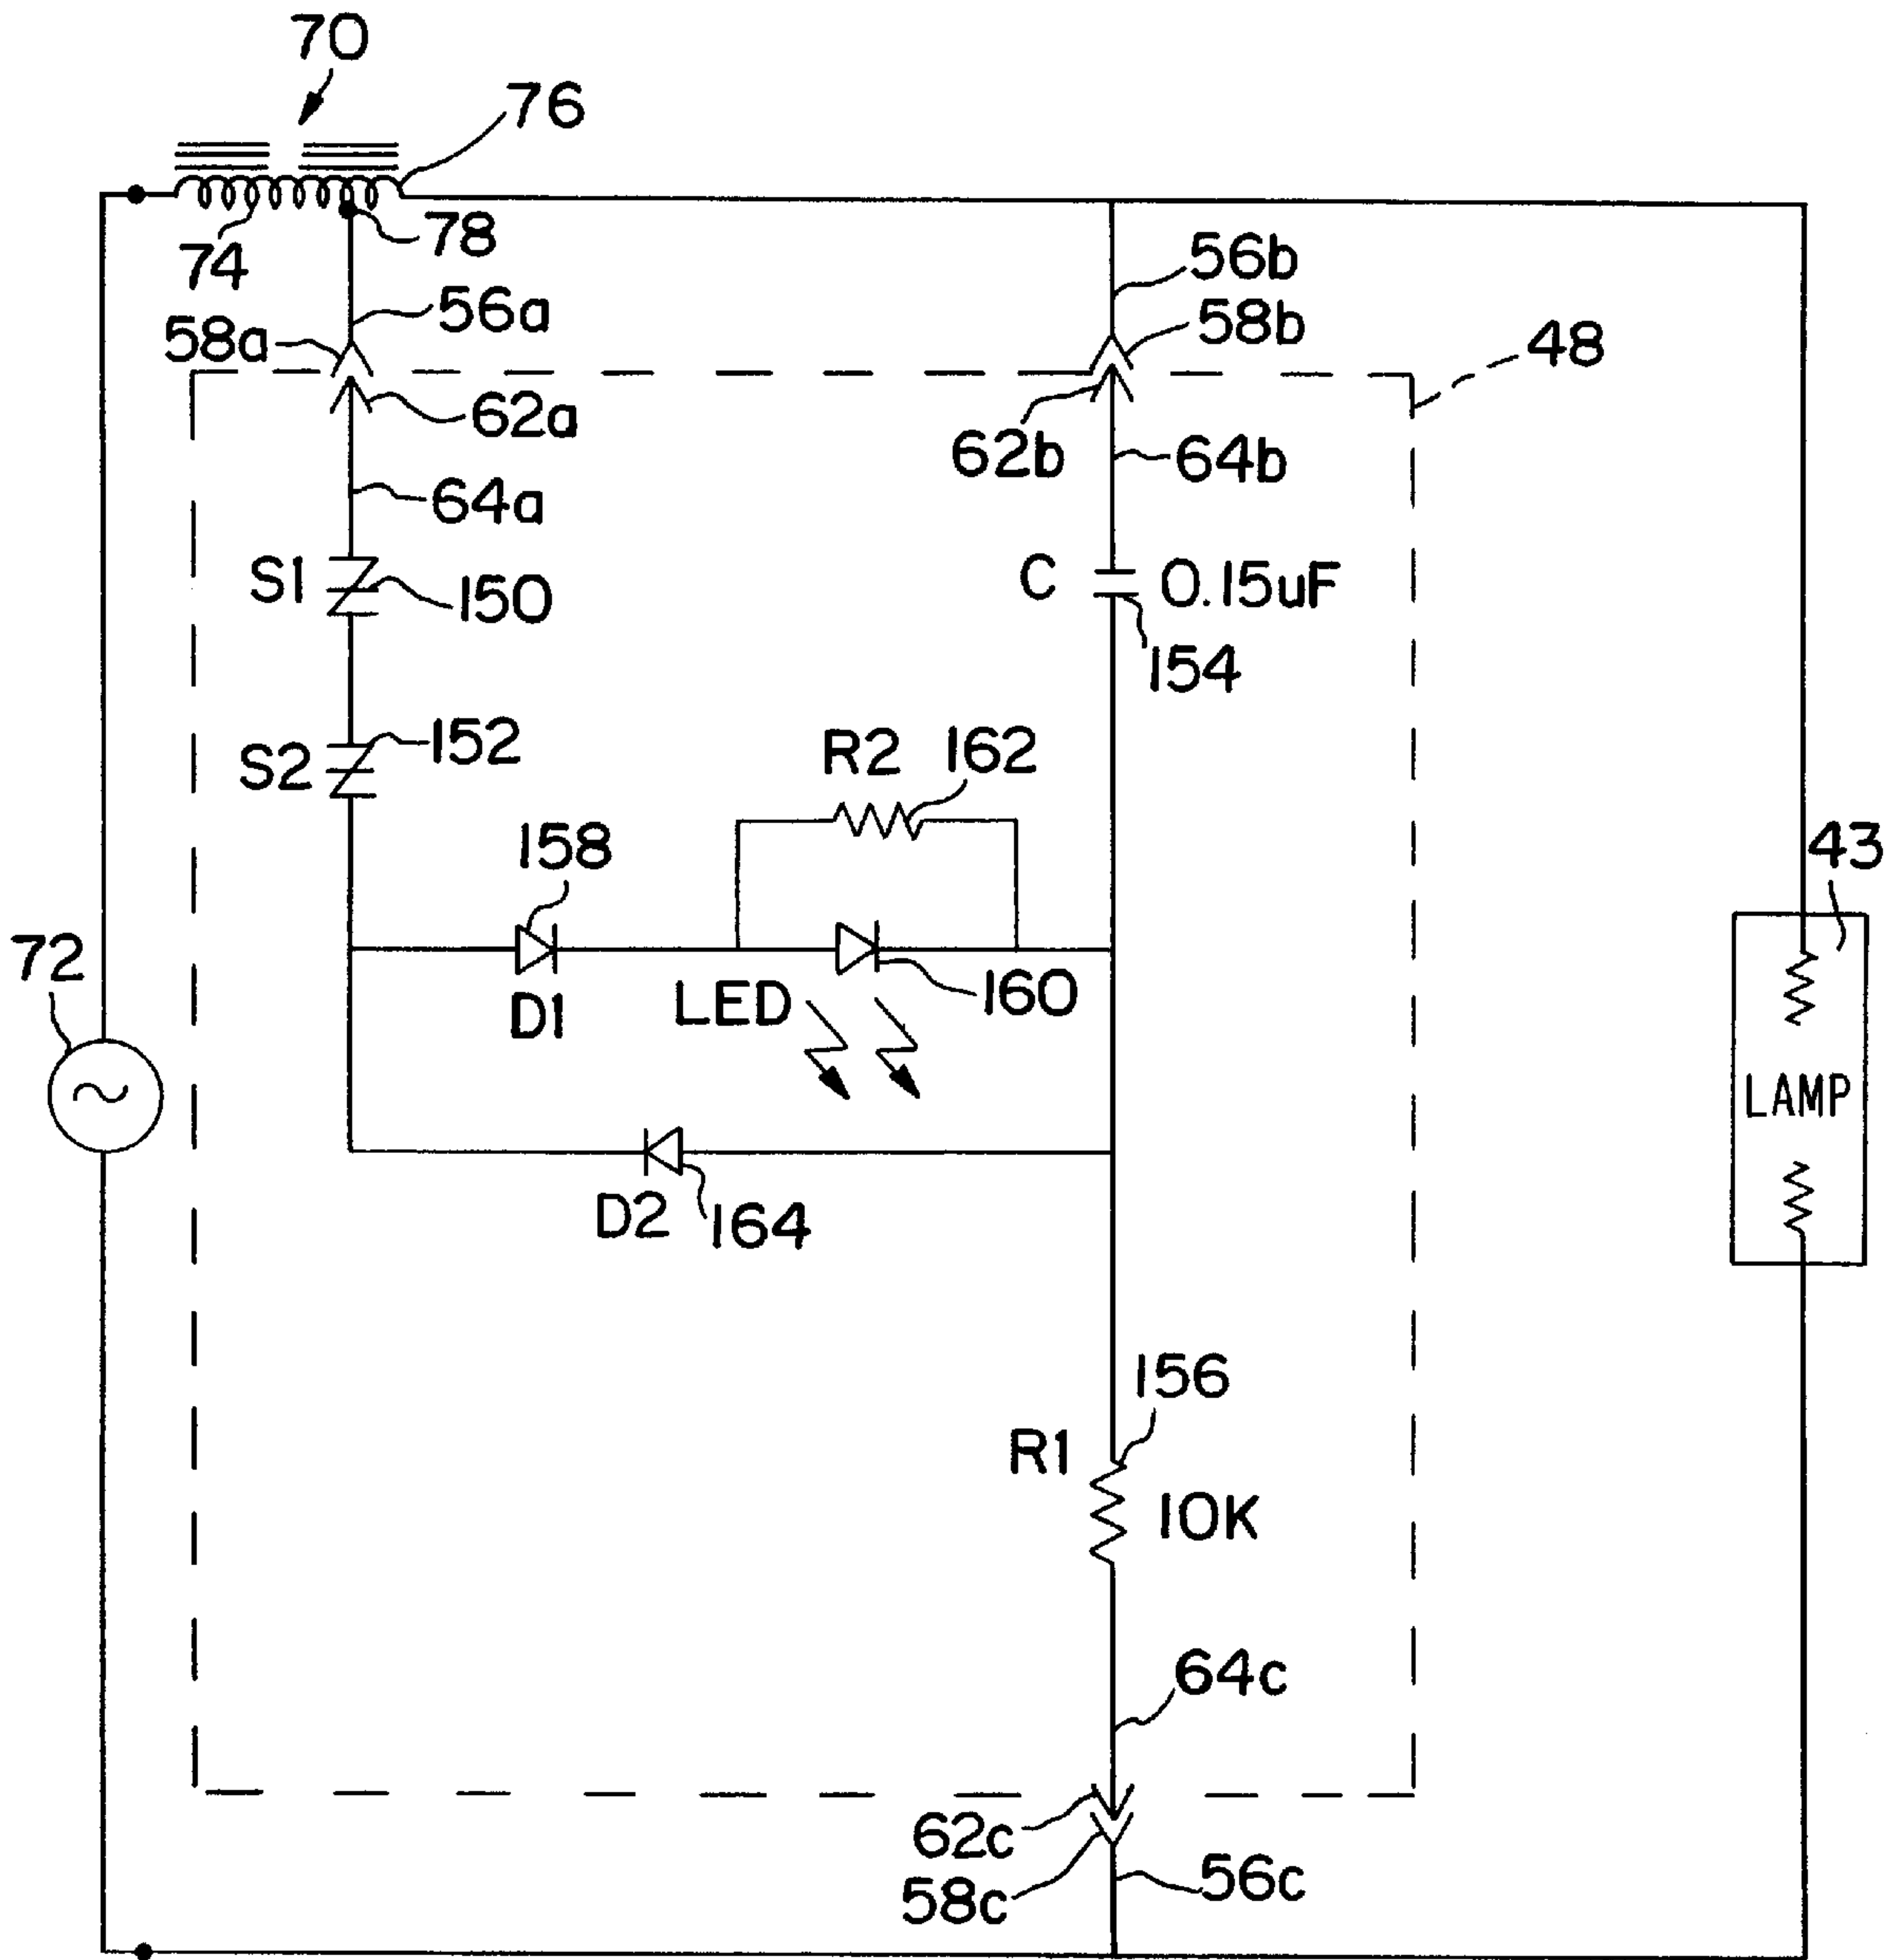 70
76
74
78
56a
58a
56b
58b
48
62a
62b
64a
64b
S1
150
C
0.15uF
154
S2
152
R2
162
158
43
72
D1
LED
160
LAMP
D2
164
156
R1
10K
64c
62c
58c
56c